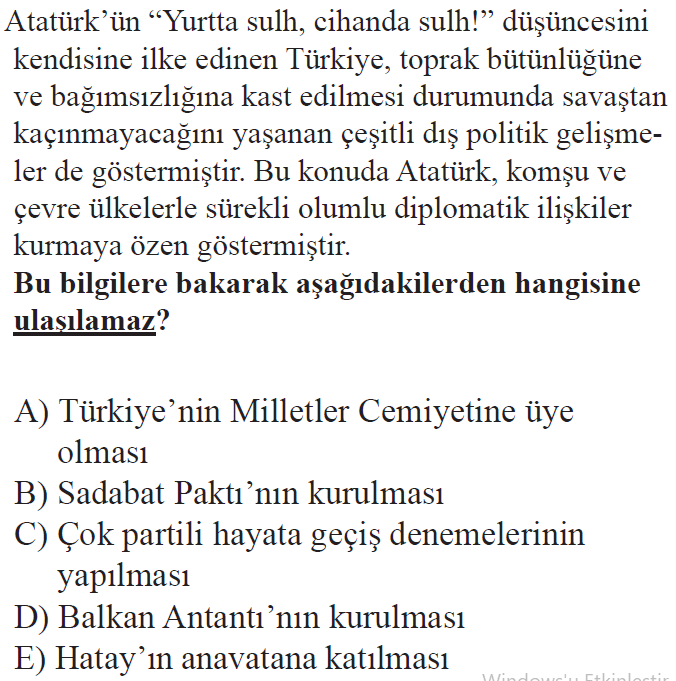 Atatürk’ün “Yurtta sulh, cihanda sulh!” düşüncesini
kendisine ilke edinen Türkiye, toprak bütünlüğüne
ve bağımsızlığına kast edilmesi durumunda savaştan
kaçınmayacağını yaşanan çeşitli dış politik gelişme-
ler de göstermiştir. Bu konuda Atatürk, komşu ve
çevre ülkelerle sürekli olumlu diplomatik ilişkiler
kurmaya özen göstermiştir.
Bu bilgilere bakarak aşağıdakilerden hangisine
ulaşılamaz?
A) Türkiye’nin Milletler Cemiyetine üye
olması
B) Sadabat Paktı’nın kurulması
C) Çok partili hayata geçiş denemelerinin
yapılması
D) Balkan Antantı’nın kurulması
E) Hatay’ın anavatana katılması